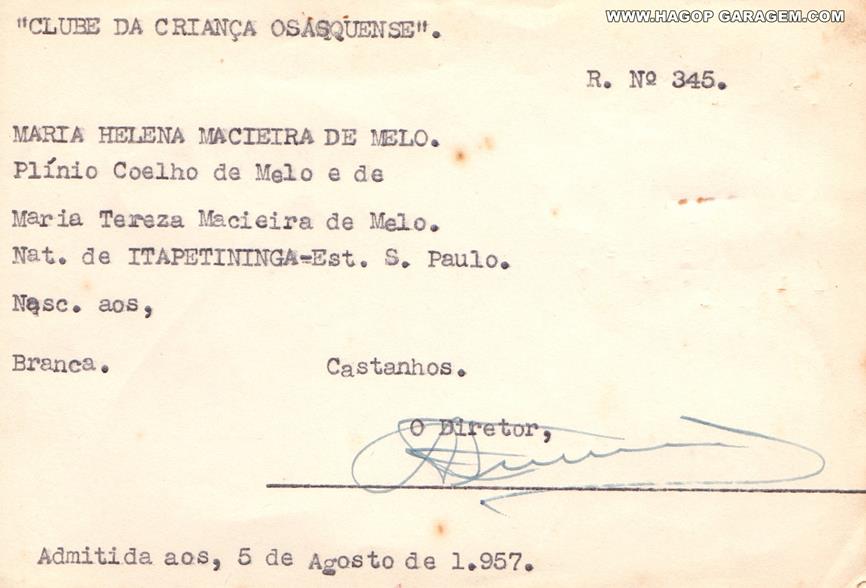 WWW.HAGOP GARAGEM.COM
"CLUBE DA CRIANÇA OSASQUENSE".
R. Nº 345.
MARIA HELENA MACIEIRA DE MELO.
Plínio Coelho de Melo e de
Maria Tereza Macieira de Melo.
Nat. de ITAPETININGA-Est. S. Paulo.
Nasc. aos,
Branca. Castanhos.
O Diretor,
Admitida aos, 5 de Agosto de 1.957.